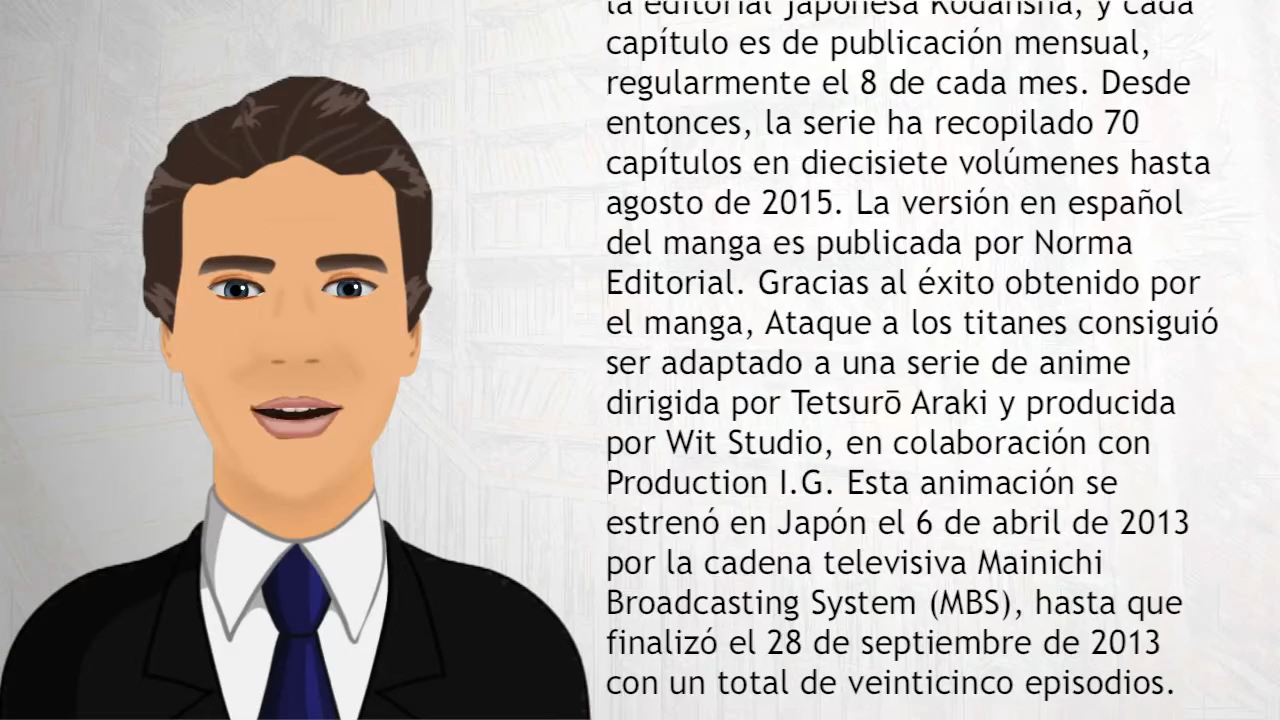 la editorial japonesa Kodansha, y cada
capítulo es de publicación mensual,
regularmente el 8 de cada mes. Desde
entonces, la serie ha recopilado 70
capítulos en diecisiete volúmenes hasta
agosto de 2015. La versión en español
del manga es publicada por Norma
Editorial. Gracias al éxito obtenido por
el manga, Ataque a los titanes consiguió
ser adaptado a una serie de anime
dirigida por Tetsurō Araki y producida
por Wit Studio, en colaboración con
Production I.G. Esta animación se
estrenó en Japón el 6 de abril de 2013
por la cadena televisiva Mainichi
Broadcasting System (MBS), hasta que
finalizó el 28 de septiembre de 2013
con un total de veinticinco episodios.